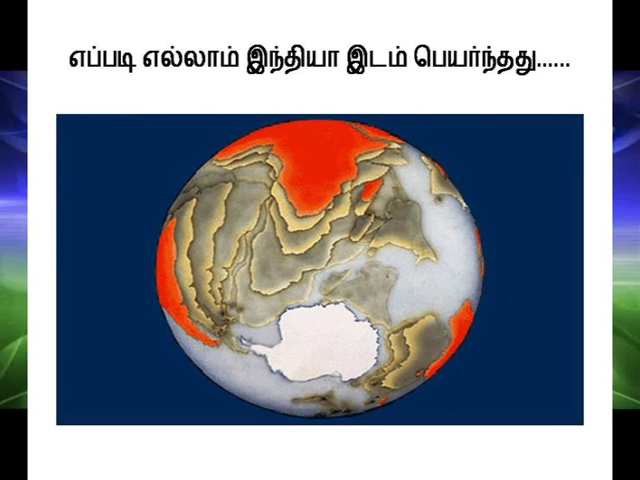 எப்படி எல்லாம் இந்தியா இடம் பெயர்ந்தது......